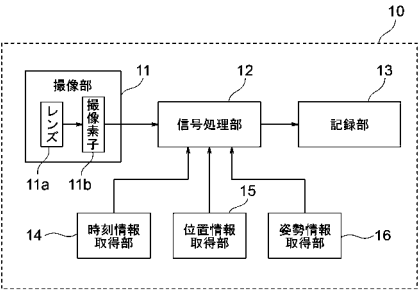 10
撮像部
11
12
13
レンズ
撮像素子
信号処理部
記録部
11a
11b
15
14
時刻情報
取得部
位置情報
取得部
姿勢情報
取得部
16